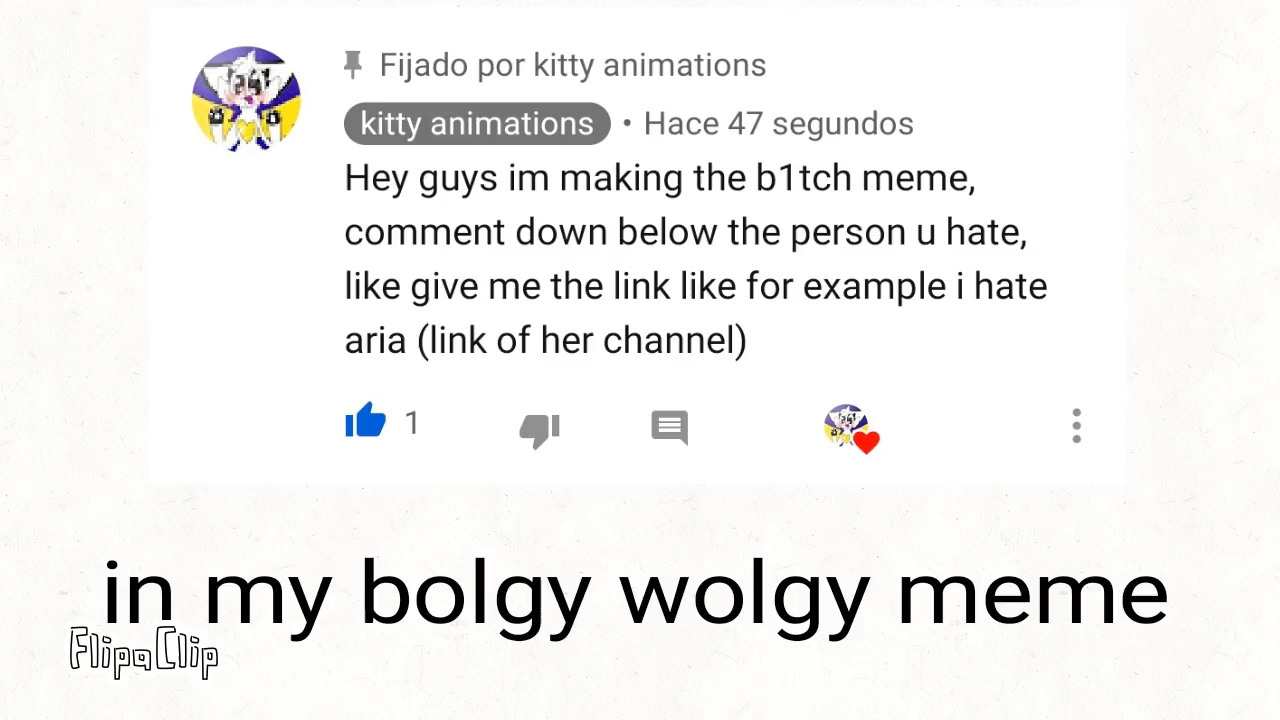 Fijado por kitty animations
kitty animations • Hace 47 segundos
Hey guys im making the b1tch meme,
comment down below the person u hate,
like give me the link like for example i hate
aria (link of her channel)
1
in my bolgy wolgy meme
FlipaClip